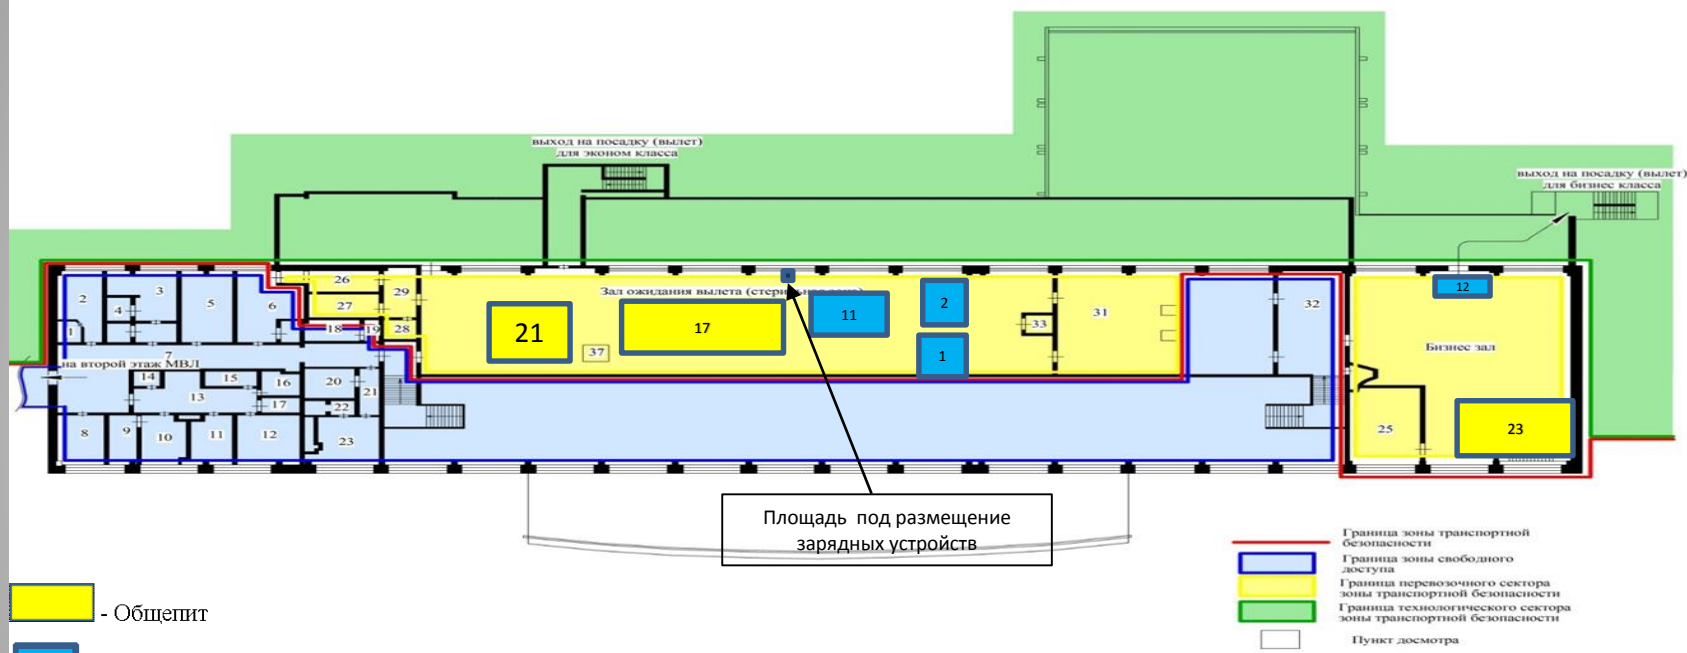 выход на посадку (вылет)
для эконом класса
выход на посадку (вылет)
для бизнес класса
26
27
29
28
18
19
2
3
4
5
6
1
7
на второй этаж МВЛ
14
15
16
13
17
20
21
22
8
9
10
11
12
23
Зал ожидания вылета
21
17
11
2
1
37
33
31
32
12
Бизнес зал
25
23
Площадь под размещение
зарядных устройств
Граница зоны транспортной
безопасности
Граница зоны свободного
доступа
Граница перевозочного сектора
зоны транспортной безопасности
Граница технологического сектора
зоны транспортной безопасности
Пункт досмотра
- Общепит